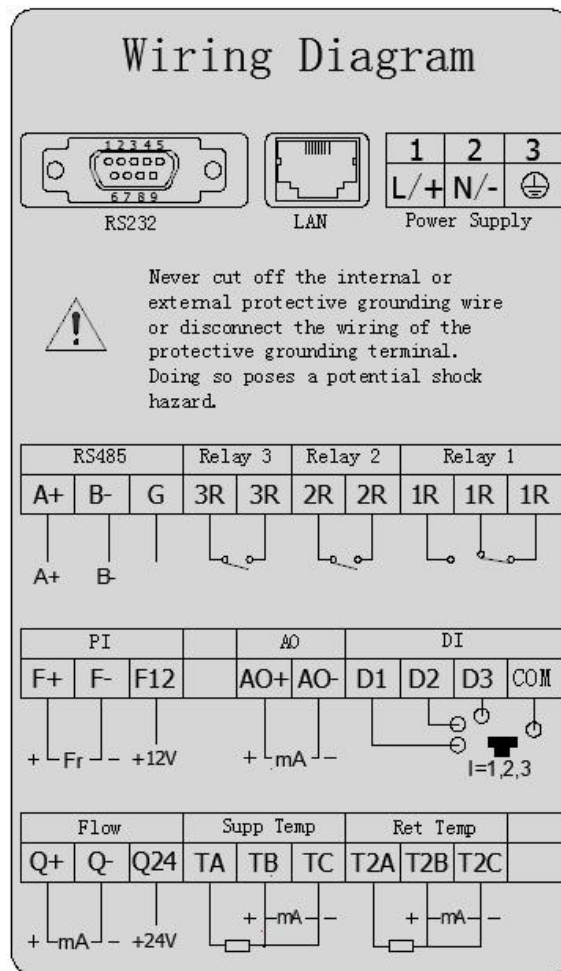 Wiring Diagram
1 2 3 4 5
6 7 8 9
RS232
LAN
1 2 3
L/+ N/-
Power Supply
Never cut off the internal or
external protective grounding wire
or disconnect the wiring of the
protective grounding terminal.
Doing so poses a potential shock
hazard.
RS485 Relay 3 Relay 2 Relay 1
A+ B- G 3R 3R 2R 2R 1R 1R 1R
A+ B-
PI AO DI
F+ F- F12 AO+ AO- D1 D2 D3 COM
+ Fr - +12V + mA - I=1,2,3
Flow Supp Temp Ret Temp
Q+ Q- Q24 TA TB TC T2A T2B T2C
+ mA - + mA -
+ mA - +24V